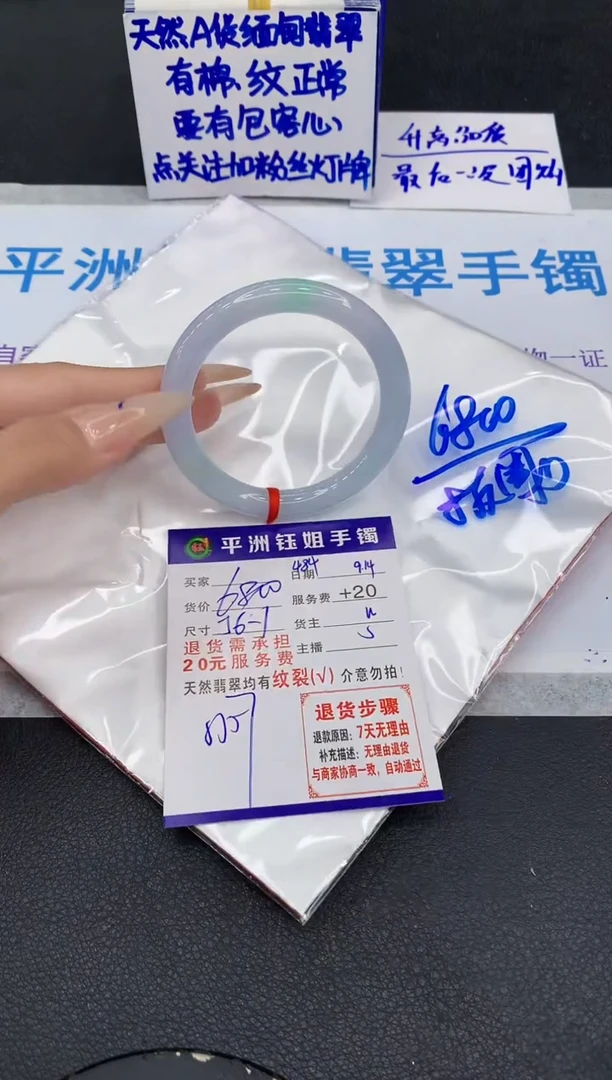 天然A货缅甸翡翠
有棉、纹正常
要有包容心
点关注加粉丝灯牌
最后一波团购
平洲
翡翠手镯
物一证
6800
平洲钰姐手镯
买家
日期 9.14
货价 6800
服务费 +20
尺寸
货主
退货需承担
20元服务费
主播
天然翡翠均有纹裂(√)介意勿拍!
退货步骤
退款原因:7天无理由
补充描述:无理由退货
与商家协商一致,自动通过